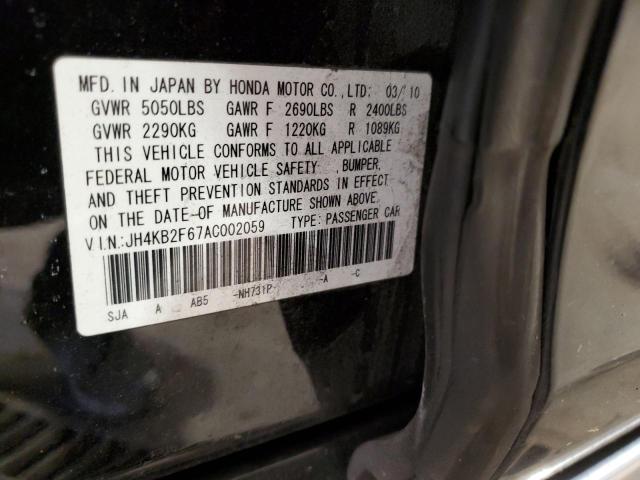 MFD. IN JAPAN BY HONDA MOTOR CO.,LTD: 03/10
GVWR 5050LBS GAWR F 2690LBS R 2400LBS
GVWR 2290KG GAWR F 1220KG R 1089KG
THIS VEHICLE CONFORMS TO ALL APPLICABLE
FEDERAL MOTOR VEHICLE SAFETY ,BUMPER,
AND THEFT PREVENTION STANDARDS IN EFFECT
ON THE DATE-OF MANUFACTURE SHOWN ABOVE.
V I.N:JH4KB2F67AC002059 TYPE: PASSENGER CAR
SJA A AB5 -NH731P- -A -C